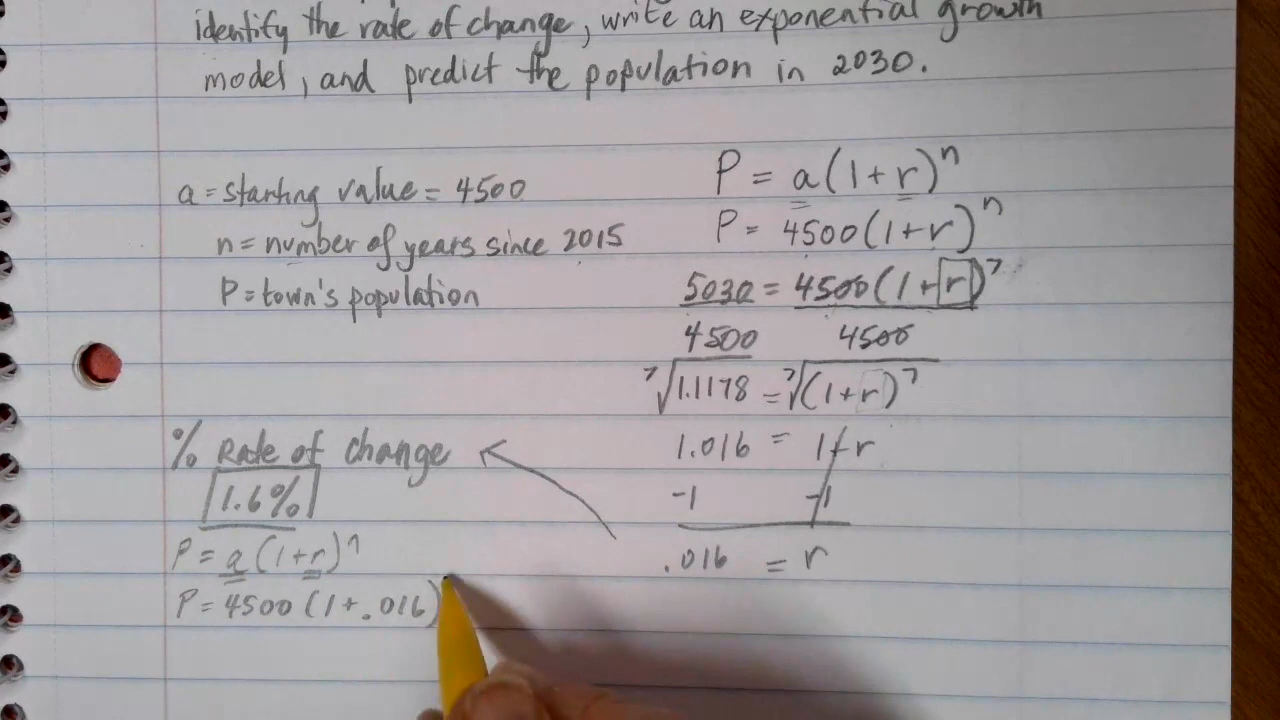 identify the rate of change, write an exponential growth
model, and predict the population in 2030.
a = starting value = 4500
n = number of years since 2015
P = town's population
P = a(1+r)^n
P = 4500(1+r)^n
5030 = 4500(1+r)^7
4500 4500
7√1.1178 = 7√(1+r)^7
1.016 = 1+r
-1 -1
.016 = r
% Rate of change
1.6%
P = a(1+r)^n
P = 4500(1+.016)